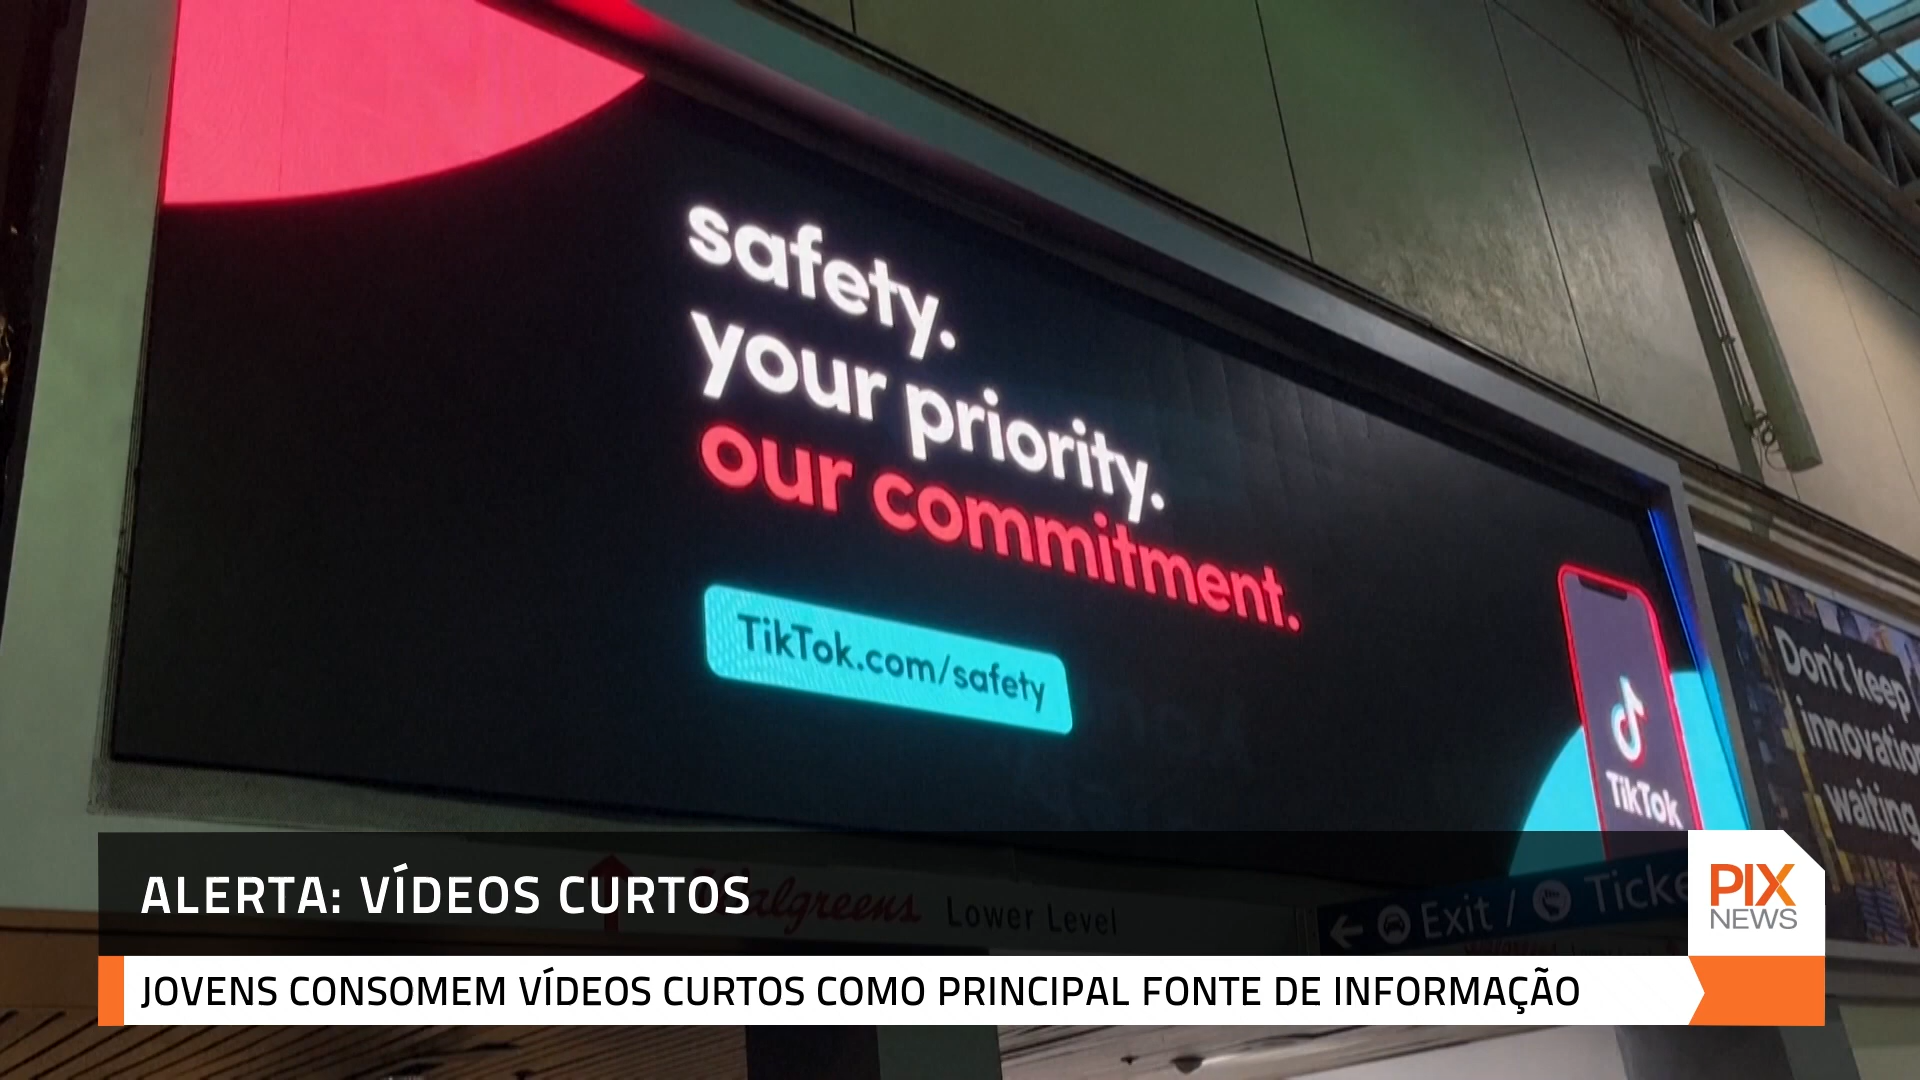 safety.
your priority.
our commitment.
TikTok.com/safety
TikTok
Don't keep
innovation
waiting.
Walgreens Lower Level
Exit /
ALERTA: VÍDEOS CURTOS
PIX
NEWS
JOVENS CONSOMEM VÍDEOS CURTOS COMO PRINCIPAL FONTE DE INFORMAÇÃO